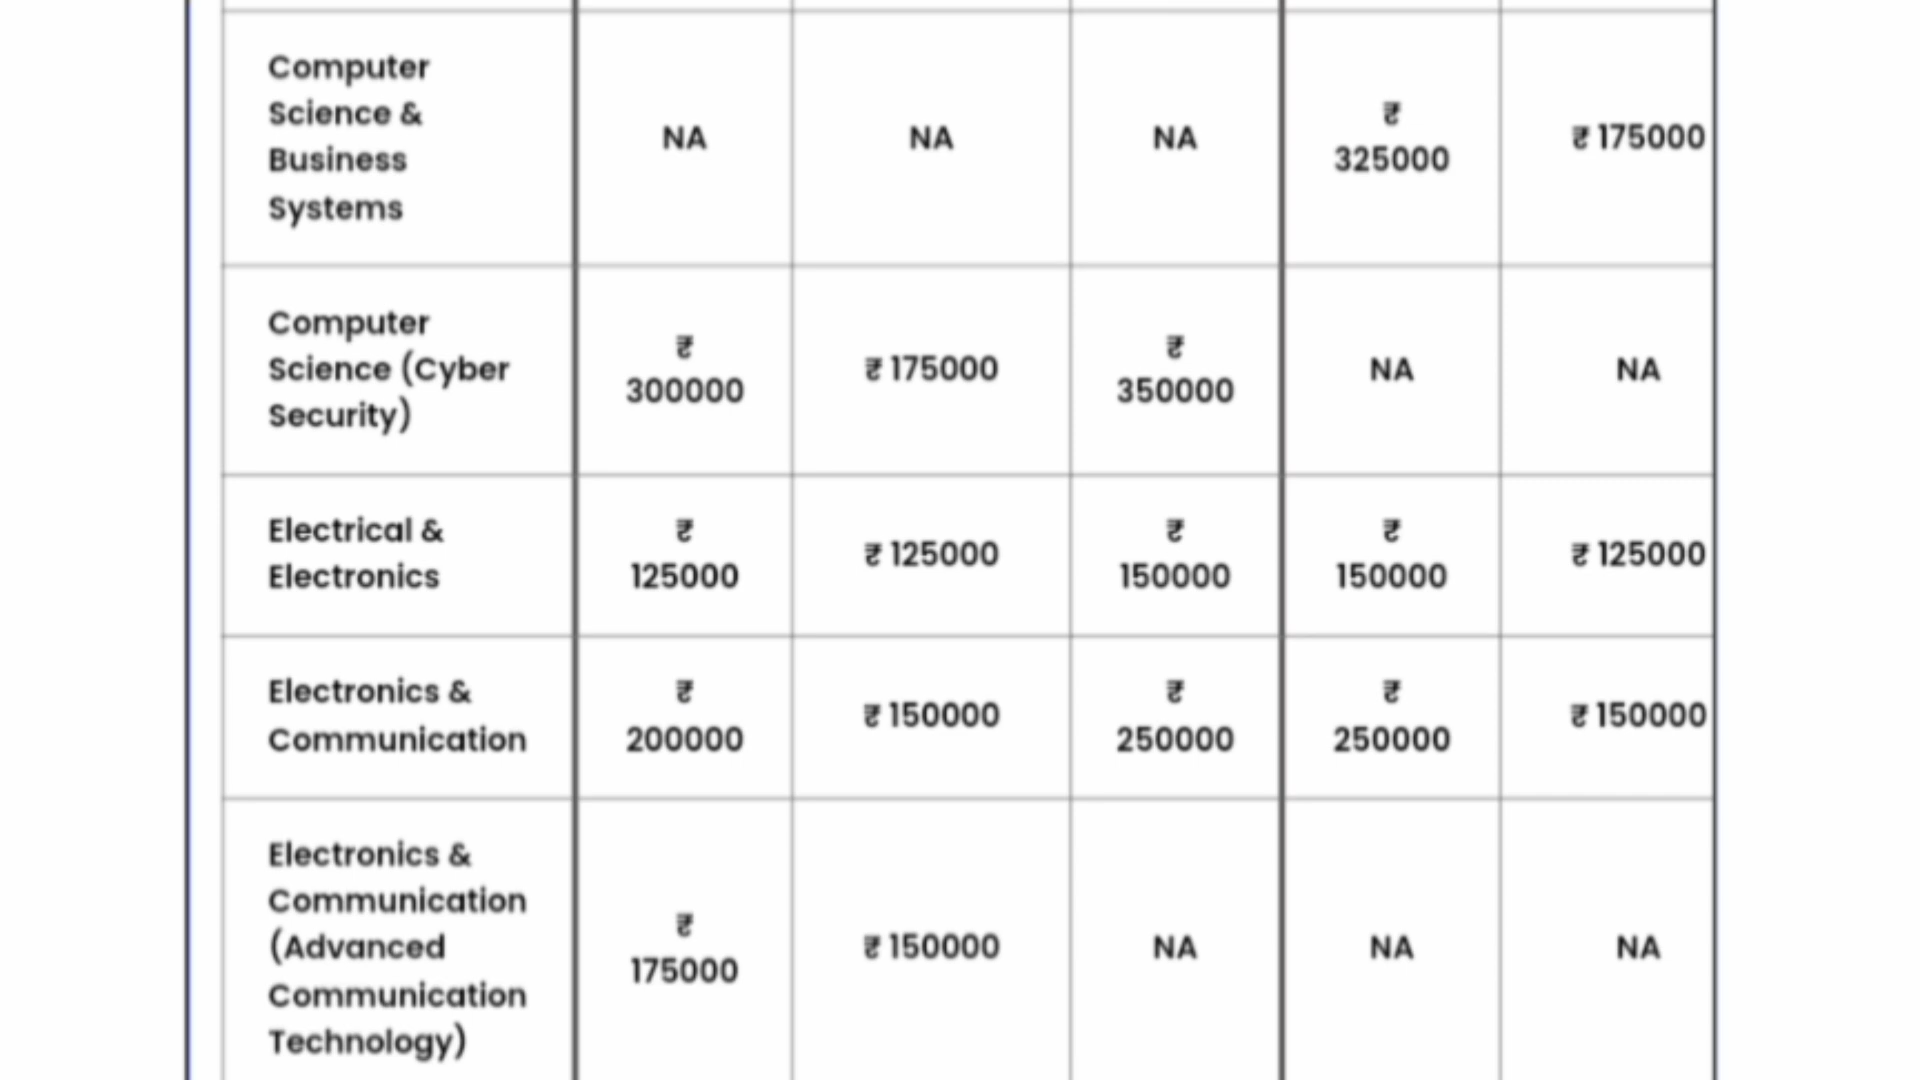 Computer
Science &
Business
Systems
NA
NA
NA
₹
325000
₹ 175000
Computer
Science (Cyber
Security)
₹
300000
₹ 175000
₹
350000
NA
NA
Electrical &
Electronics
₹
125000
₹ 125000
₹
150000
₹
150000
₹ 125000
Electronics &
Communication
₹
200000
₹ 150000
₹
250000
₹
250000
₹ 150000
Electronics &
Communication
(Advanced
Communication
Technology)
₹
175000
₹ 150000
NA
NA
NA